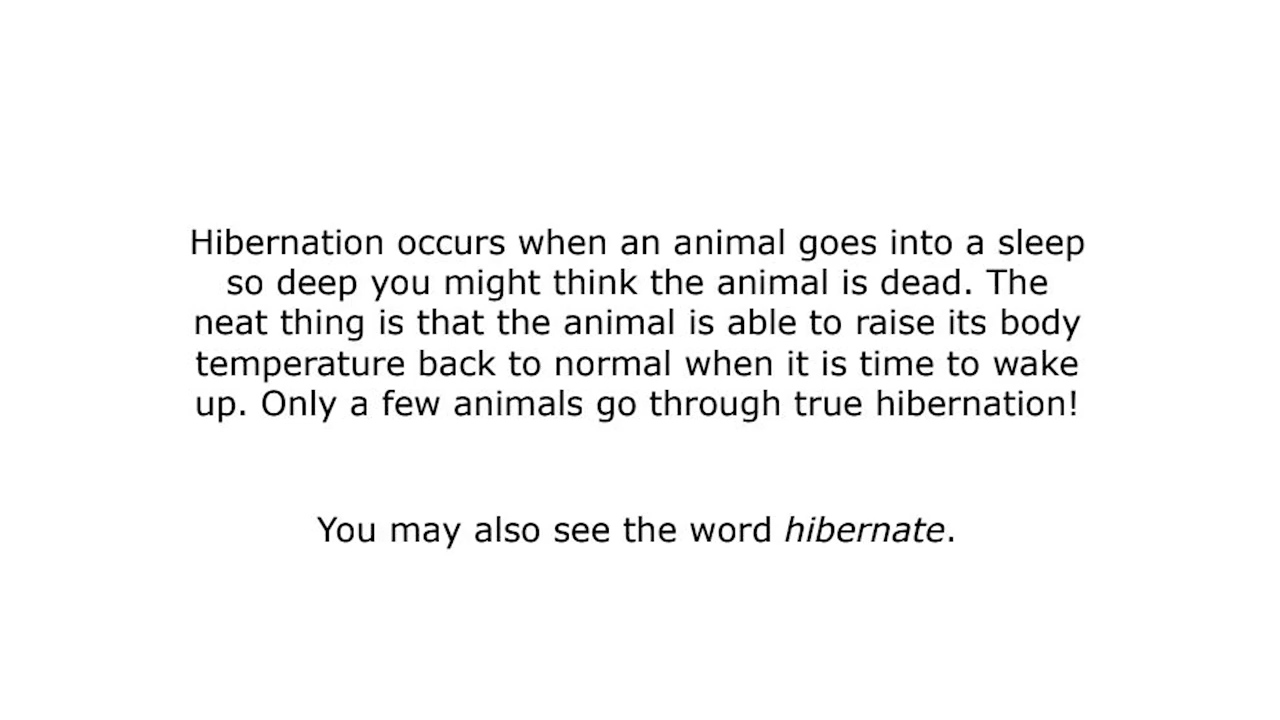 Hibernation occurs when an animal goes into a sleep
so deep you might think the animal is dead. The
neat thing is that the animal is able to raise its body
temperature back to normal when it is time to wake
up. Only a few animals go through true hibernation!
You may also see the word hibernate.